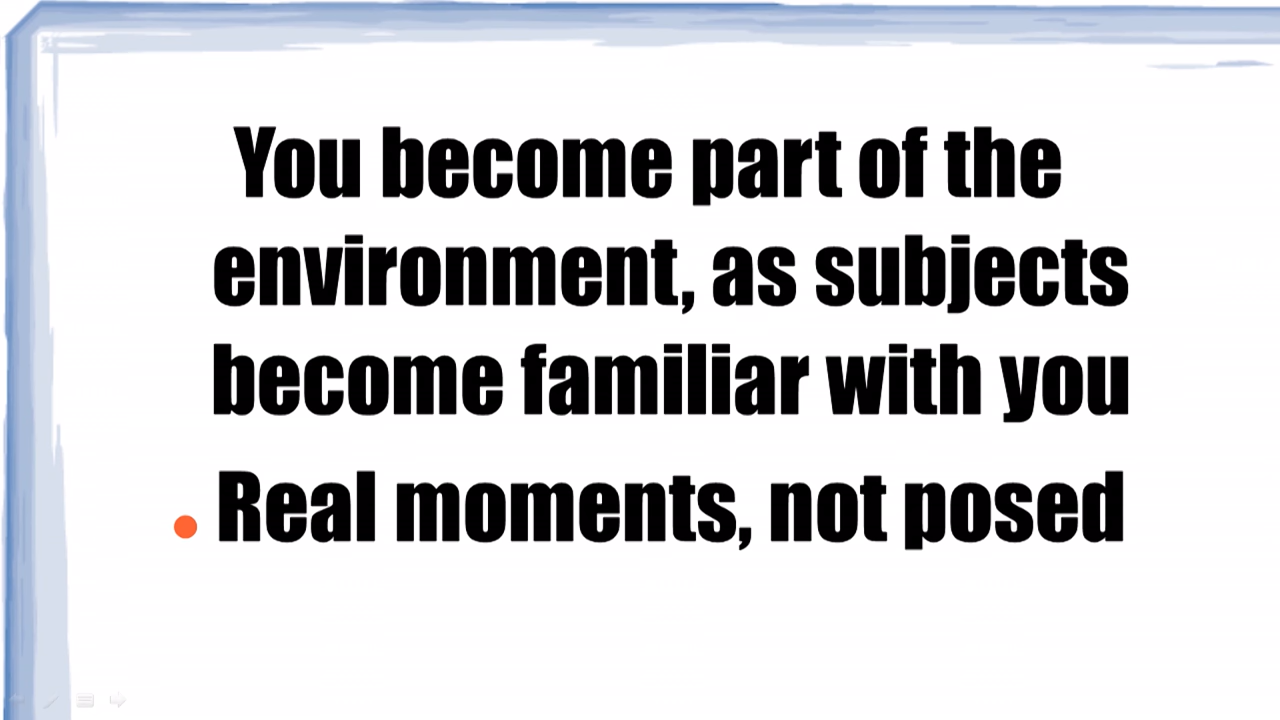 You become part of the
environment, as subjects
become familiar with you
Real moments, not posed